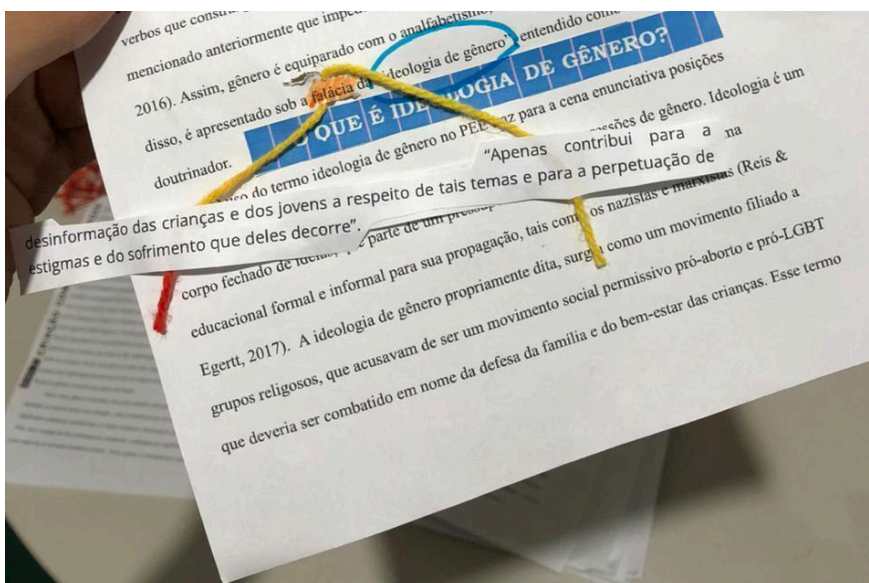 verbos que
mencionado anteriormente que
2016). Assim, gênero é equiparado com o analfabetismo,
disso, é apresentado sob a falácia da "ideologia de gênero", entendido como
doutrinador.
O QUE É IDEOLOGIA DE GÊNERO?
do termo ideologia de gênero no PEE traz para a cena enunciativa posições
de gênero. Ideologia é um
"Apenas contribui para a
desinformação das crianças e dos jovens a respeito de tais temas e para a perpetuação de
estigmas e do sofrimento que deles decorre".
na
corpo fechado de parte de um
educacional formal e informal para sua propagação, tais como os nazistas e marxistas (Reis &
Egertt, 2017). A ideologia de gênero propriamente dita, surgiu como um movimento filiado a
grupos religosos, que acusavam de ser um movimento social permissivo pró-aborto e pró-LGBT
que deveria ser combatido em nome da defesa da família e do bem-estar das crianças. Esse termo